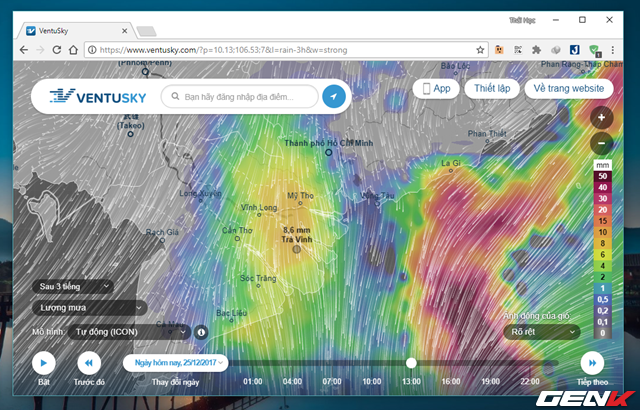 Thái Học
VentuSky
https://www.ventusky.com/?p=10.13;106.53;7&l=rain-3h&w=strong
(Phnom Penh)
Bảo Lộc
Phan Rang-Tháp Chàm
VENTUSKY
Bạn hãy đăng nhập địa điểm...
App
Thiết lập
Về trang website
(Takeo)
Thành phố Hồ Chí Minh
Phan Thiết
La Gi
Long Xuyên
Mỹ Tho
Vũng Tàu
Vĩnh Long
Rạch Giá
Cần Thơ
8,6 mm
Trà Vinh
Sóc Trăng
Bạc Liêu
Cà Mau
mm
50
40
30
20
15
10
8
6
4
2
1
0,5
0,2
0,1
0
Sau 3 tiếng
Lượng mưa
Mô hình:
Tự động (ICON)
Ảnh động của gió
Rõ rệt
Ngày hôm nay, 25/12/2017
Bật
Trước đó
Thay đổi ngày
01:00
04:00
07:00
10:00
13:00
16:00
19:00
22:00
Tiếp theo
GENK